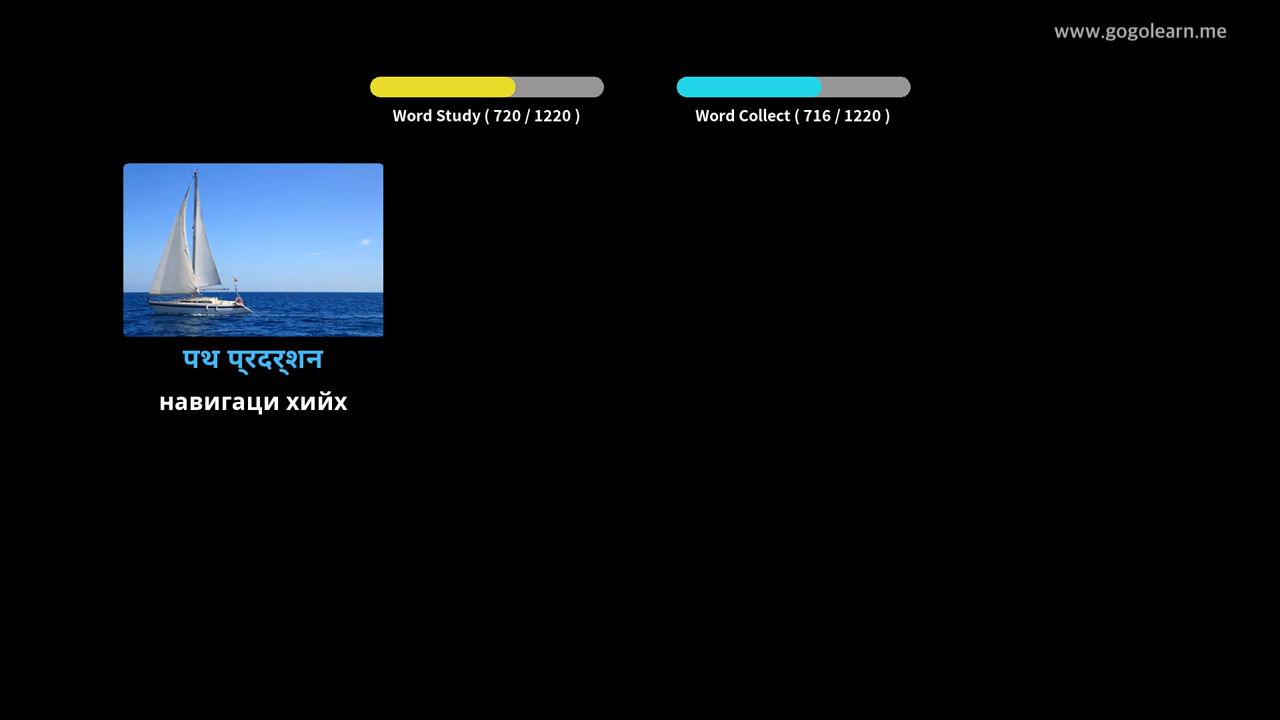 www.gogolearn.me
Word Study ( 720 / 1220 )
Word Collect ( 716 / 1220 )
पथ प्रदर्शन
навигаци хийх